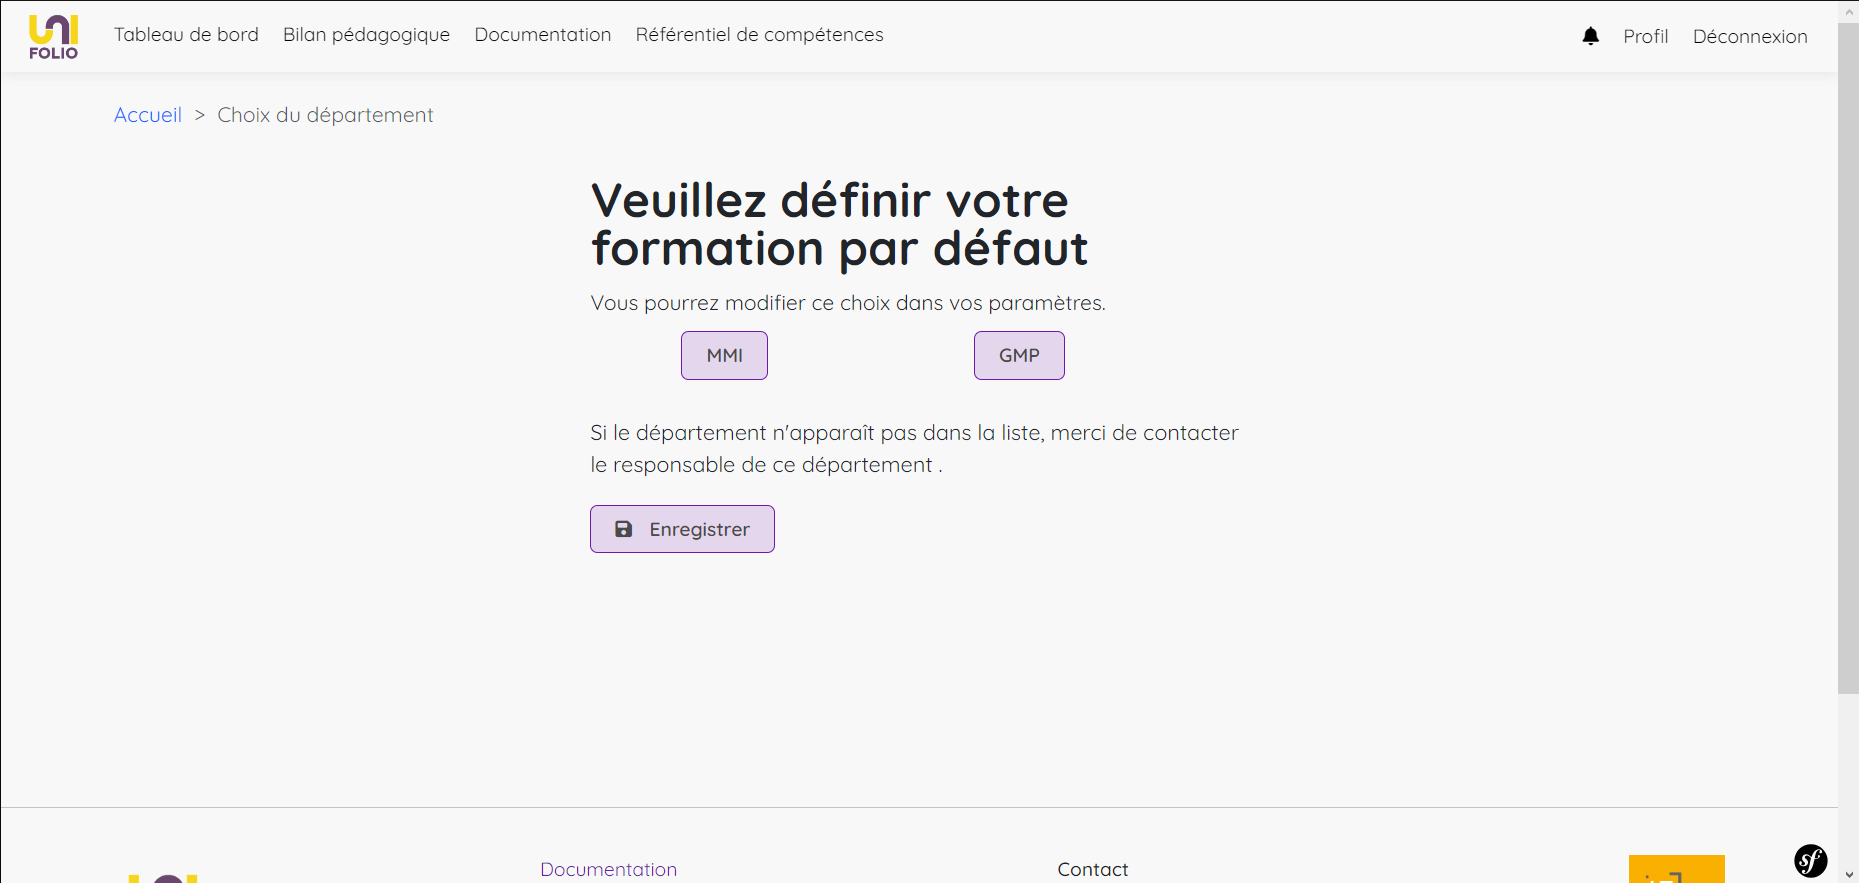 UNI
FOLIO
Tableau de bord
Bilan pédagogique
Documentation
Référentiel de compétences
Profil
Déconnexion
Accueil > Choix du département
Veuillez définir votre
formation par défaut
Vous pourrez modifier ce choix dans vos paramètres.
MMI
GMP
Si le département n'apparaît pas dans la liste, merci de contacter
le responsable de ce département .
Enregistrer
Documentation
Contact
sf